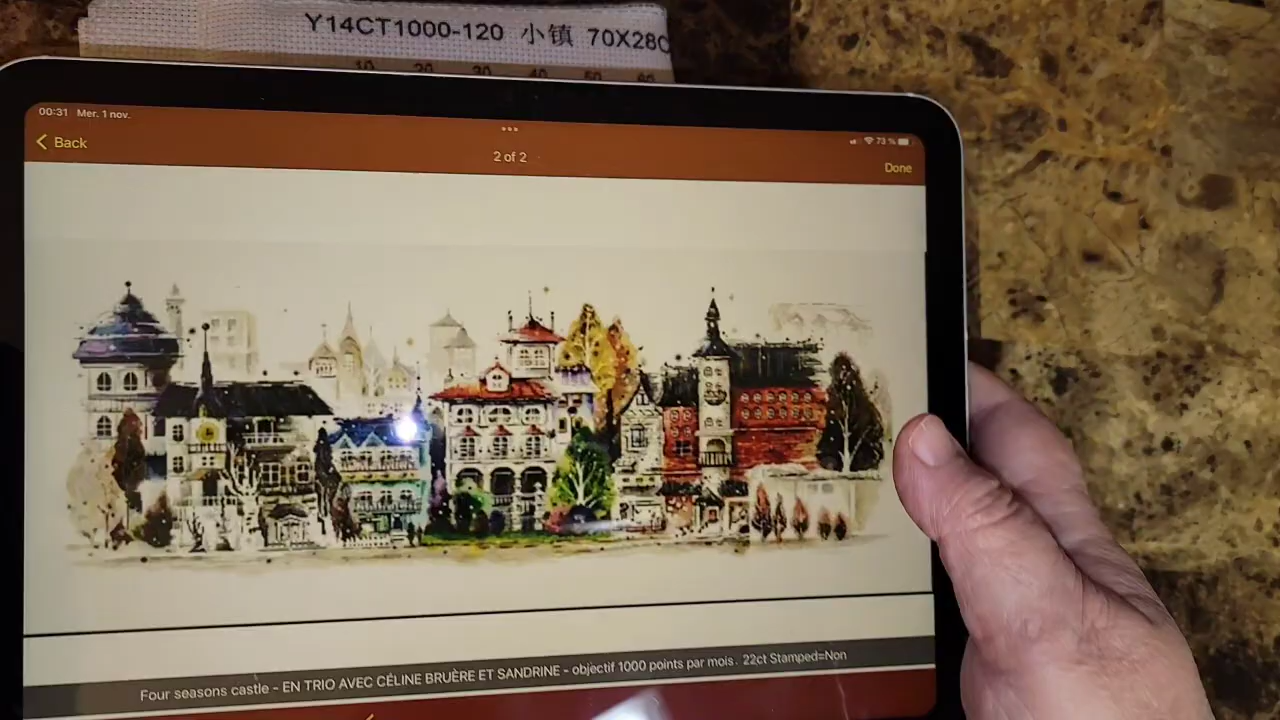 Y14CT1000-120 小镇 70X28C
10 20 30 40 50 60
00:31 Mer. 1 nov.
73 %
Back
2 of 2
Done
Four seasons castle - EN TRIO AVEC CÉLINE BRUÈRE ET SANDRINE - objectif 1000 points par mois. 22ct Stamped=Non